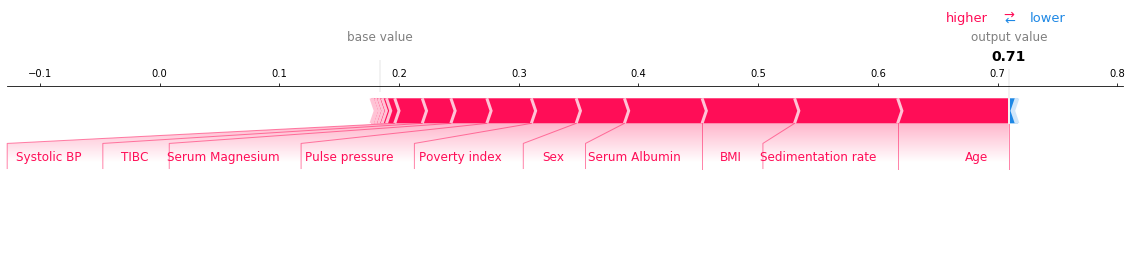 higher ⇄ lower
base value output value
0.71
−0.1 0.0 0.1 0.2 0.3 0.4 0.5 0.6 0.7 0.8
Systolic BP TIBC Serum Magnesium Pulse pressure Poverty index Sex Serum Albumin BMI Sedimentation rate Age